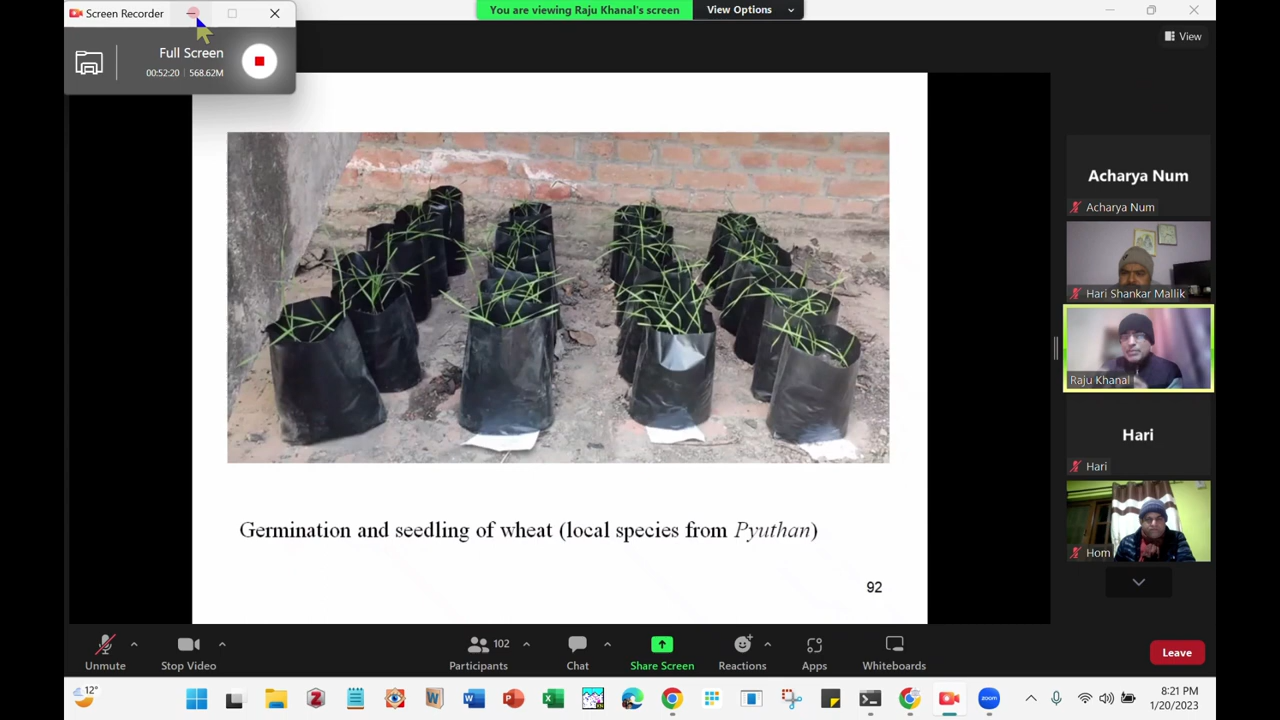 Screen Recorder
You are viewing Raju Khanal's screen
View Options
View
Full Screen
00:52:20 | 568.62M
Acharya Num
Acharya Num
Hari Shankar Mallik
Raju Khanal
Hari
Hari
Hom
Germination and seedling of wheat (local species from Pyuthan)
92
Unmute
Stop Video
102
Participants
Chat
Share Screen
Reactions
Apps
Whiteboards
Leave
12°
zoom
8:21 PM
1/20/2023